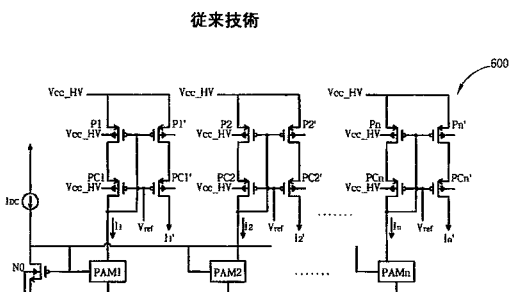 従来技術
600
Vcc_HV Vcc_HV Vcc_HV
P1 P1' P2 P2' Pn Pn'
Vcc_HV Vcc_HV Vcc_HV
PC1 PC1' PC2 PC2' PCn PCn'
Vcc_HV Vcc_HV Vcc_HV
IDC
I1 Vref I1' I2 Vref I2' In Vref In'
......
N0 PAM1 PAM2 ...... PAMn